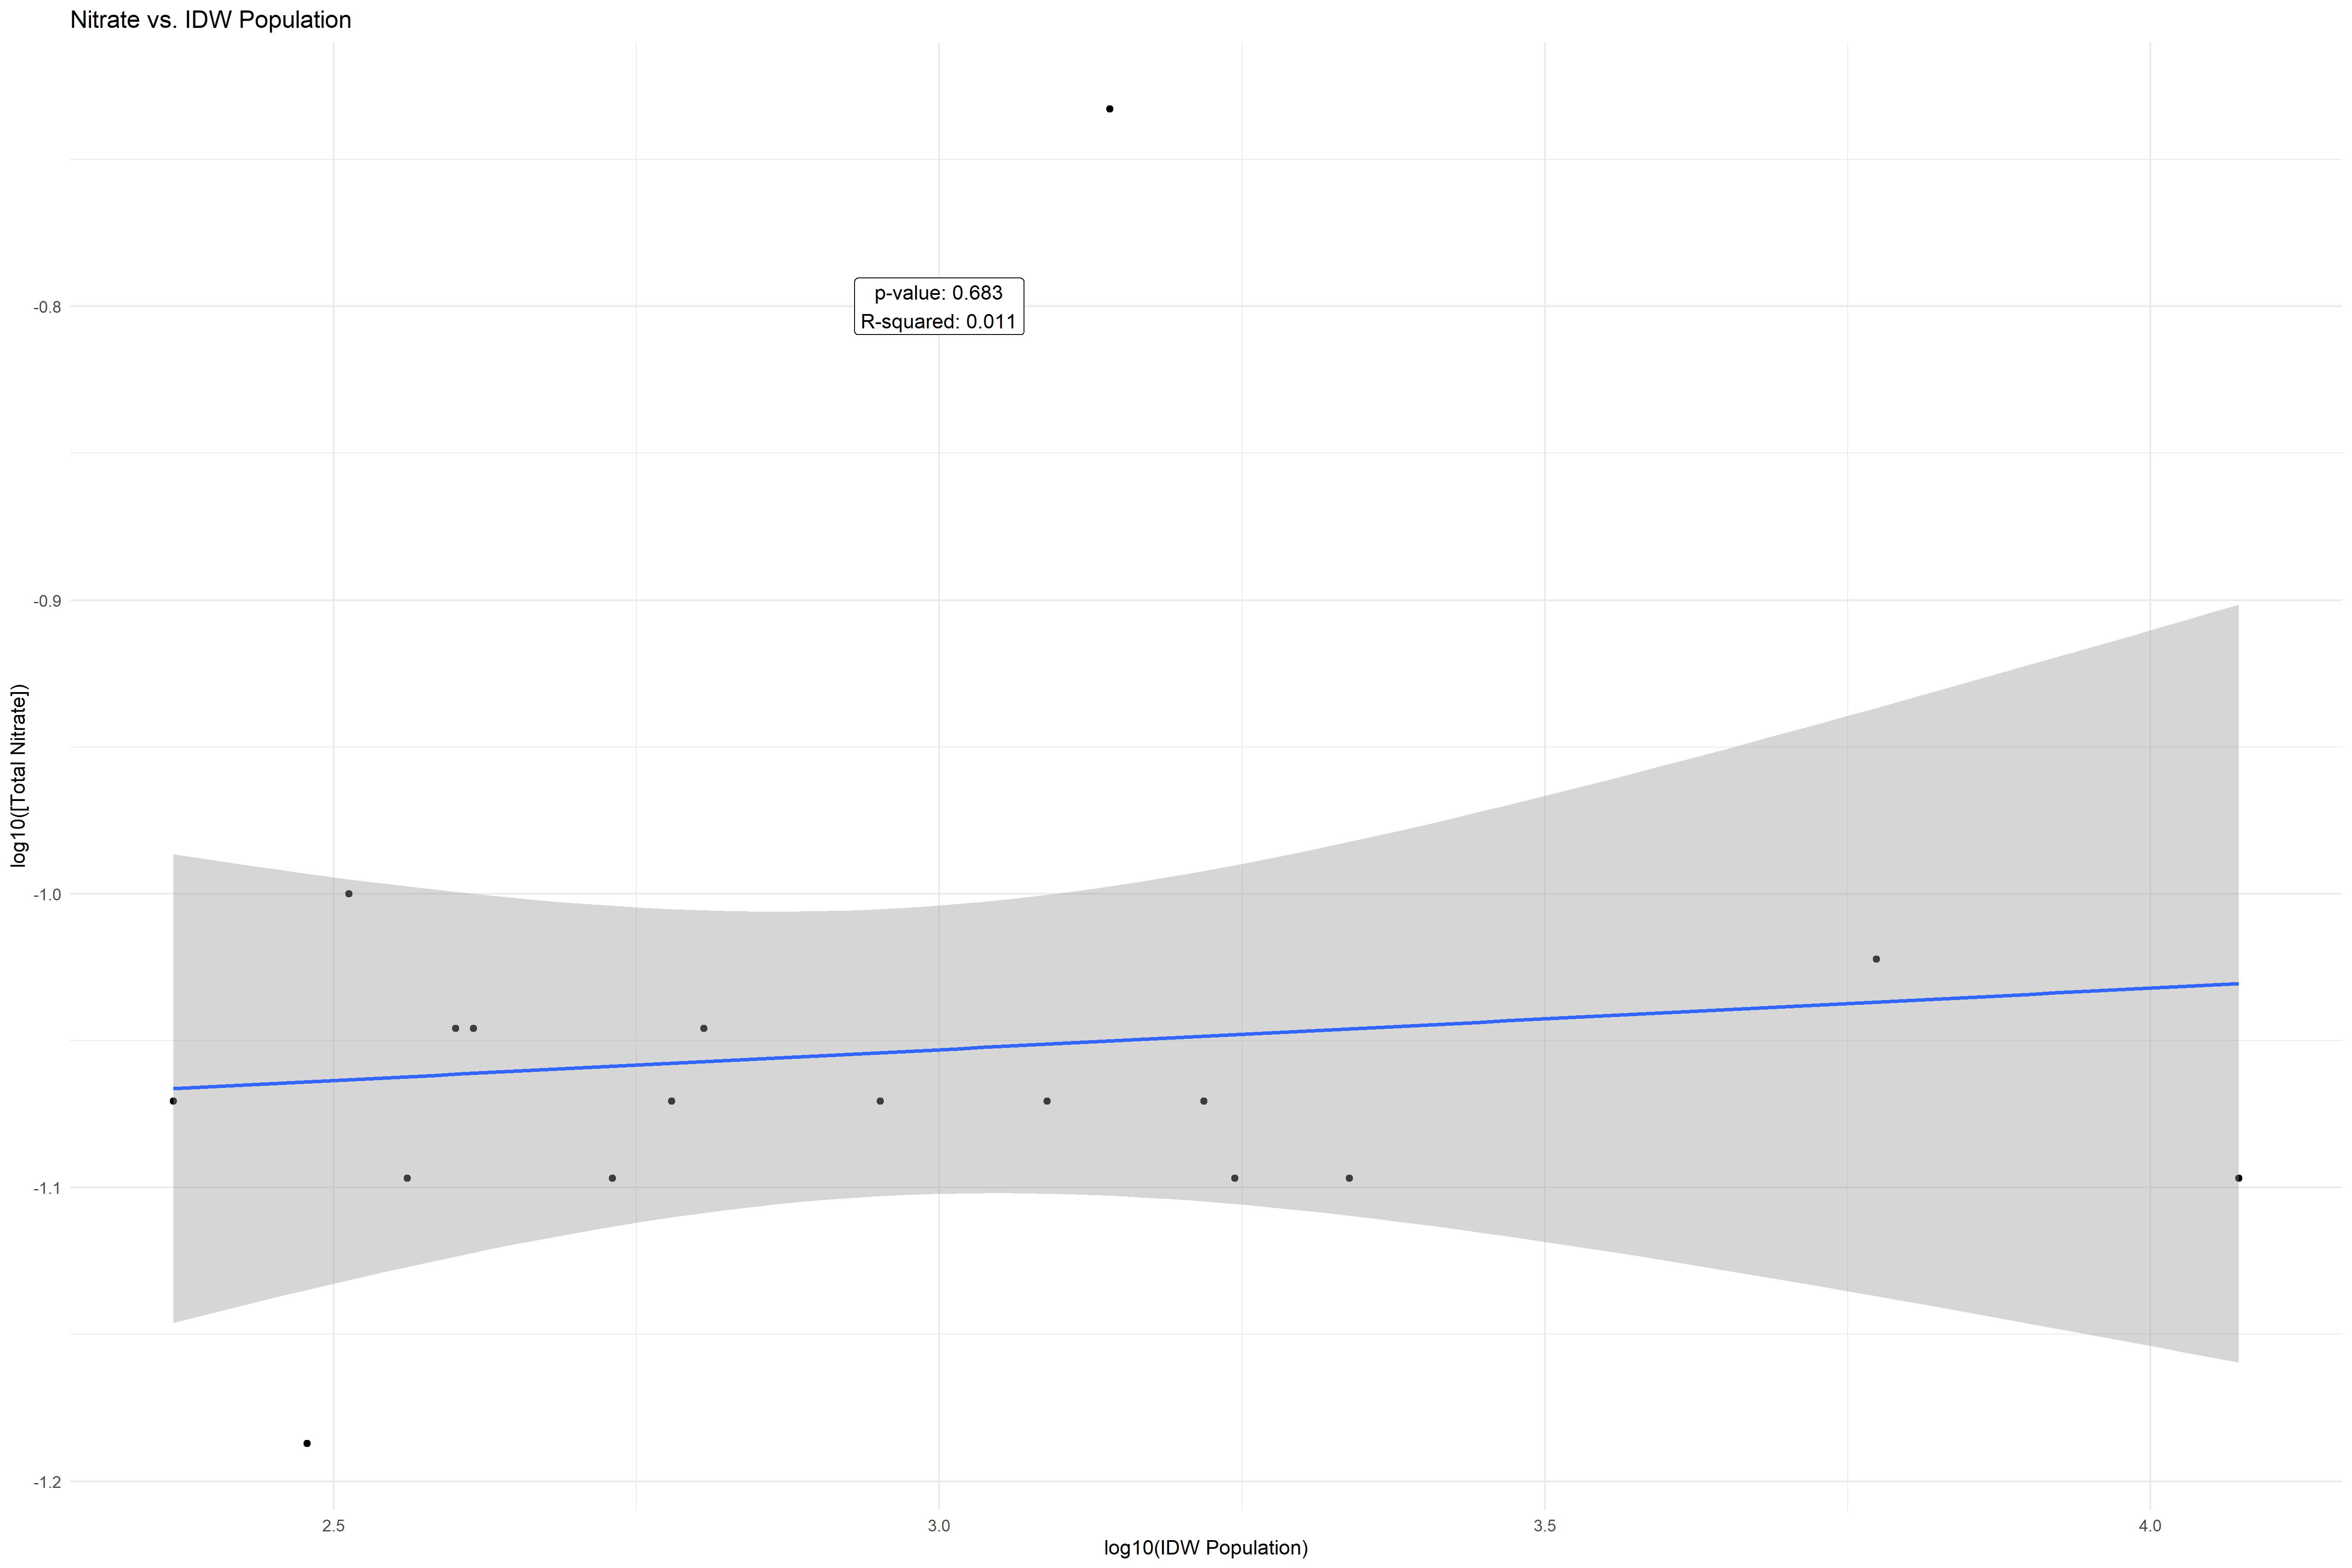 Nitrate vs. IDW Population
p-value: 0.683
R-squared: 0.011
-0.8
-0.9
-1.0
-1.1
-1.2
log10([Total Nitrate])
2.5 3.0 3.5 4.0
log10(IDW Population)